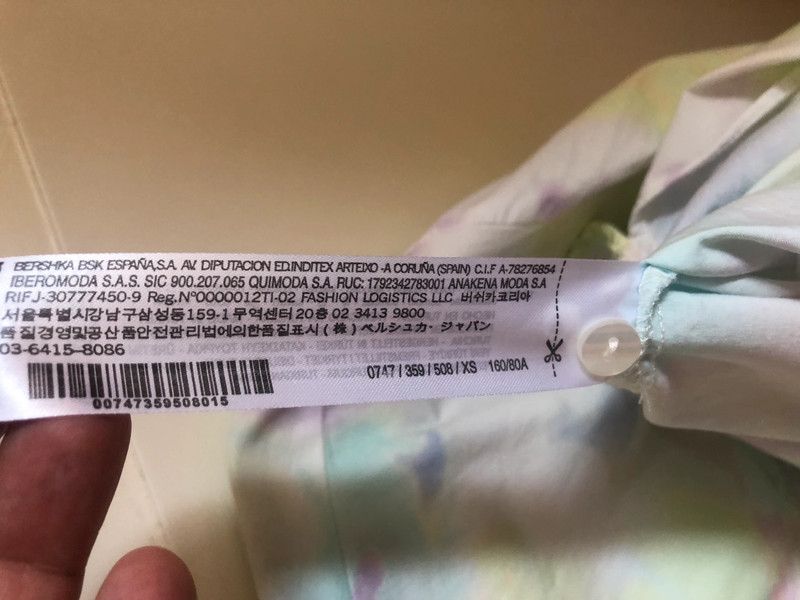 BERSHKA BSK ESPAÑA,S.A. AV. DIPUTACION ED.INDITEX ARTEIXO -A CORUÑA (SPAIN) C.I.F A-78276854
IBEROMODA S.A.S. SIC 900.207.065 QUIMODA S.A. RUC: 1792342783001 ANAKENA MODA S.A
RIFJ-30777450-9 Reg.Nº0000012TI-02 FASHION LOGISTICS LLC 버쉬카코리아
서울특별시강남구삼성동159-1 무역센터 20층 02 3413 9800
품질경영및공산품안전관리법에의한품질표시 (株) ベルシュカ・ジャパン
03-6415-8086
0747 / 359 / 508 / XS 160/80A
00747359508015